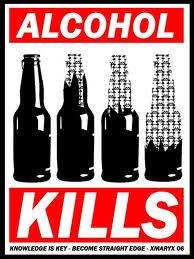 ALCOHOL
KILLS
KNOWLEDGE IS KEY - BECOME STRAIGHT EDGE - XMARYX 06